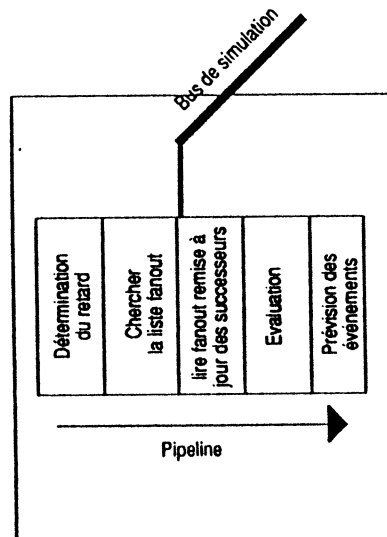 Bus de simulation
Détermination
du retard
Chercher
la liste fanout
lire fanout remise à
jour des successeurs
Evaluation
Prévision des
événements
Pipeline